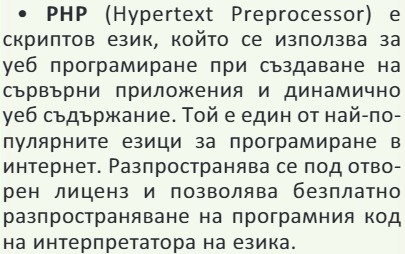 • PHP (Hypertext Preprocessor) е
скриптов език, който се използва за
уеб програмиране при създаване на
сървърни приложения и динамично
уеб съдържание. Той е един от най-по-
пулярните езици за програмиране в
интернет. Разпространява се под отво-
рен лиценз и позволява безплатно
разпространяване на програмния код
на интерпретатора на езика.